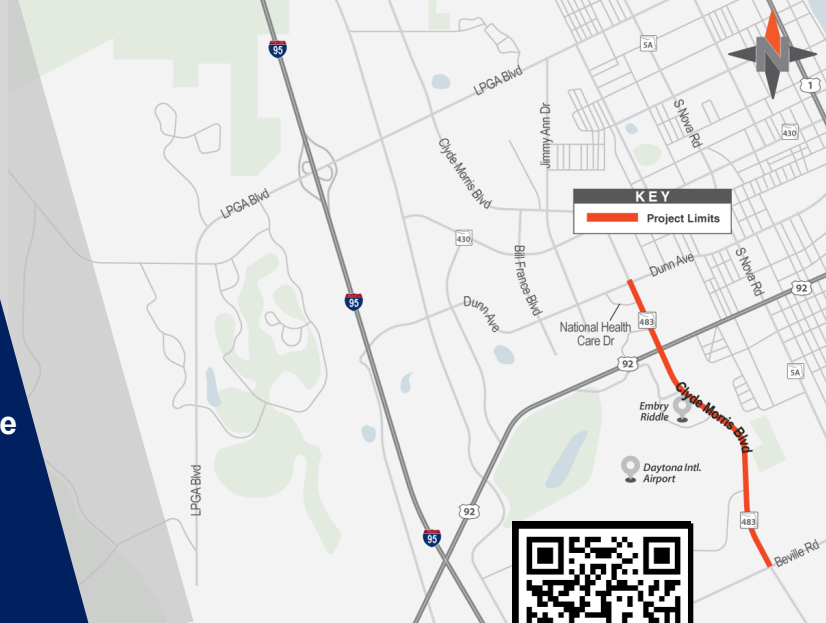 95
5A
1
LPGA Blvd
S Nova Rd
430
Jimmy Ann Dr
Clyde Morris Blvd
KEY
Project Limits
LPGA Blvd
430
Bill France Blvd
Dunn Ave
S Nova Rd
92
95
Dunn Ave
National Health
Care Dr
483
92
5A
Clyde Morris Blvd
Embry
Riddle
e
Daytona Intl.
Airport
LPGA Blvd
92
483
95
Beville Rd
N